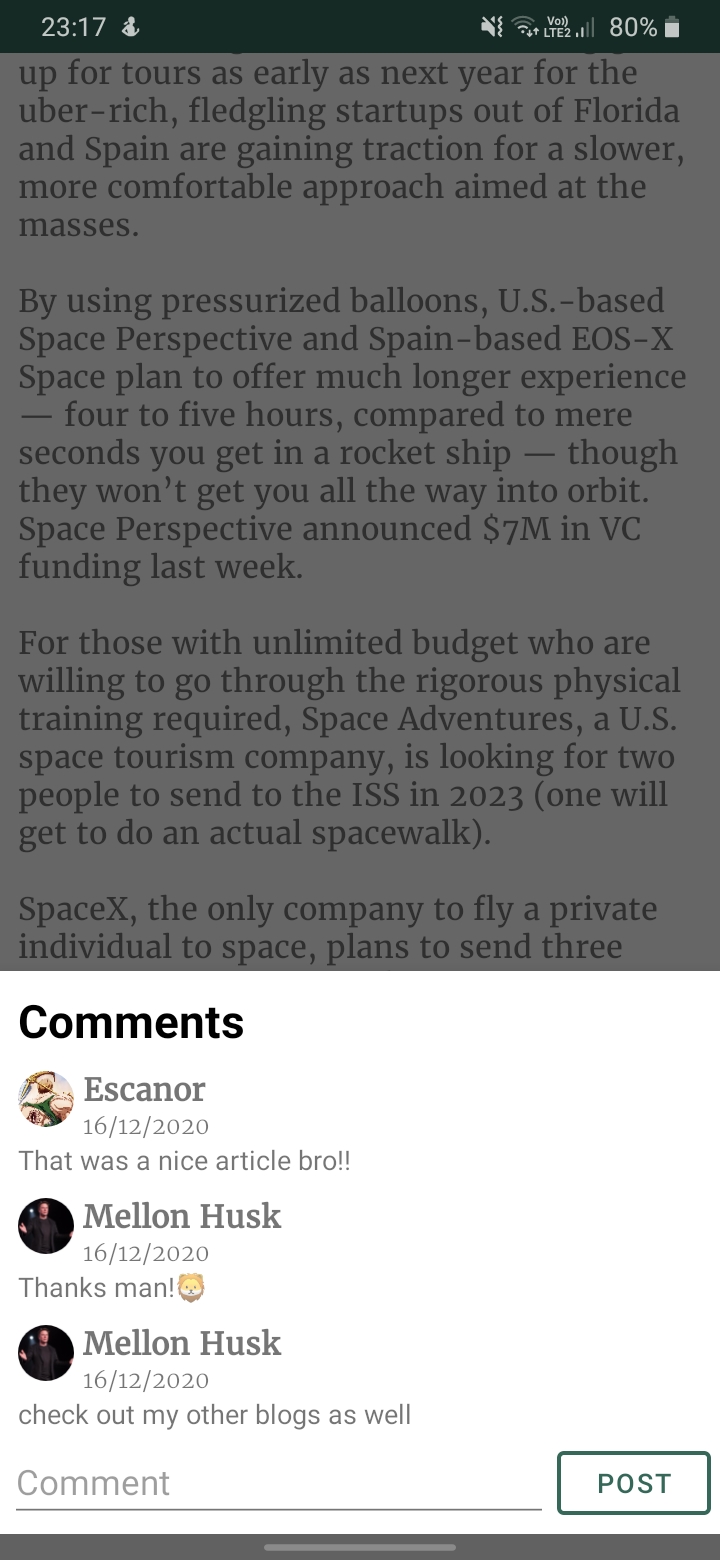 23:17
Vo))
LTE2
80%
up for tours as early as next year for the
uber-rich, fledgling startups out of Florida
and Spain are gaining traction for a slower,
more comfortable approach aimed at the
masses.
By using pressurized balloons, U.S.-based
Space Perspective and Spain-based EOS-X
Space plan to offer much longer experience
— four to five hours, compared to mere
seconds you get in a rocket ship — though
they won’t get you all the way into orbit.
Space Perspective announced $7M in VC
funding last week.
For those with unlimited budget who are
willing to go through the rigorous physical
training required, Space Adventures, a U.S.
space tourism company, is looking for two
people to send to the ISS in 2023 (one will
get to do an actual spacewalk).
SpaceX, the only company to fly a private
individual to space, plans to send three
Comments
Escanor
16/12/2020
That was a nice article bro!!
Mellon Husk
16/12/2020
Thanks man!🦁
Mellon Husk
16/12/2020
check out my other blogs as well
Comment
POST